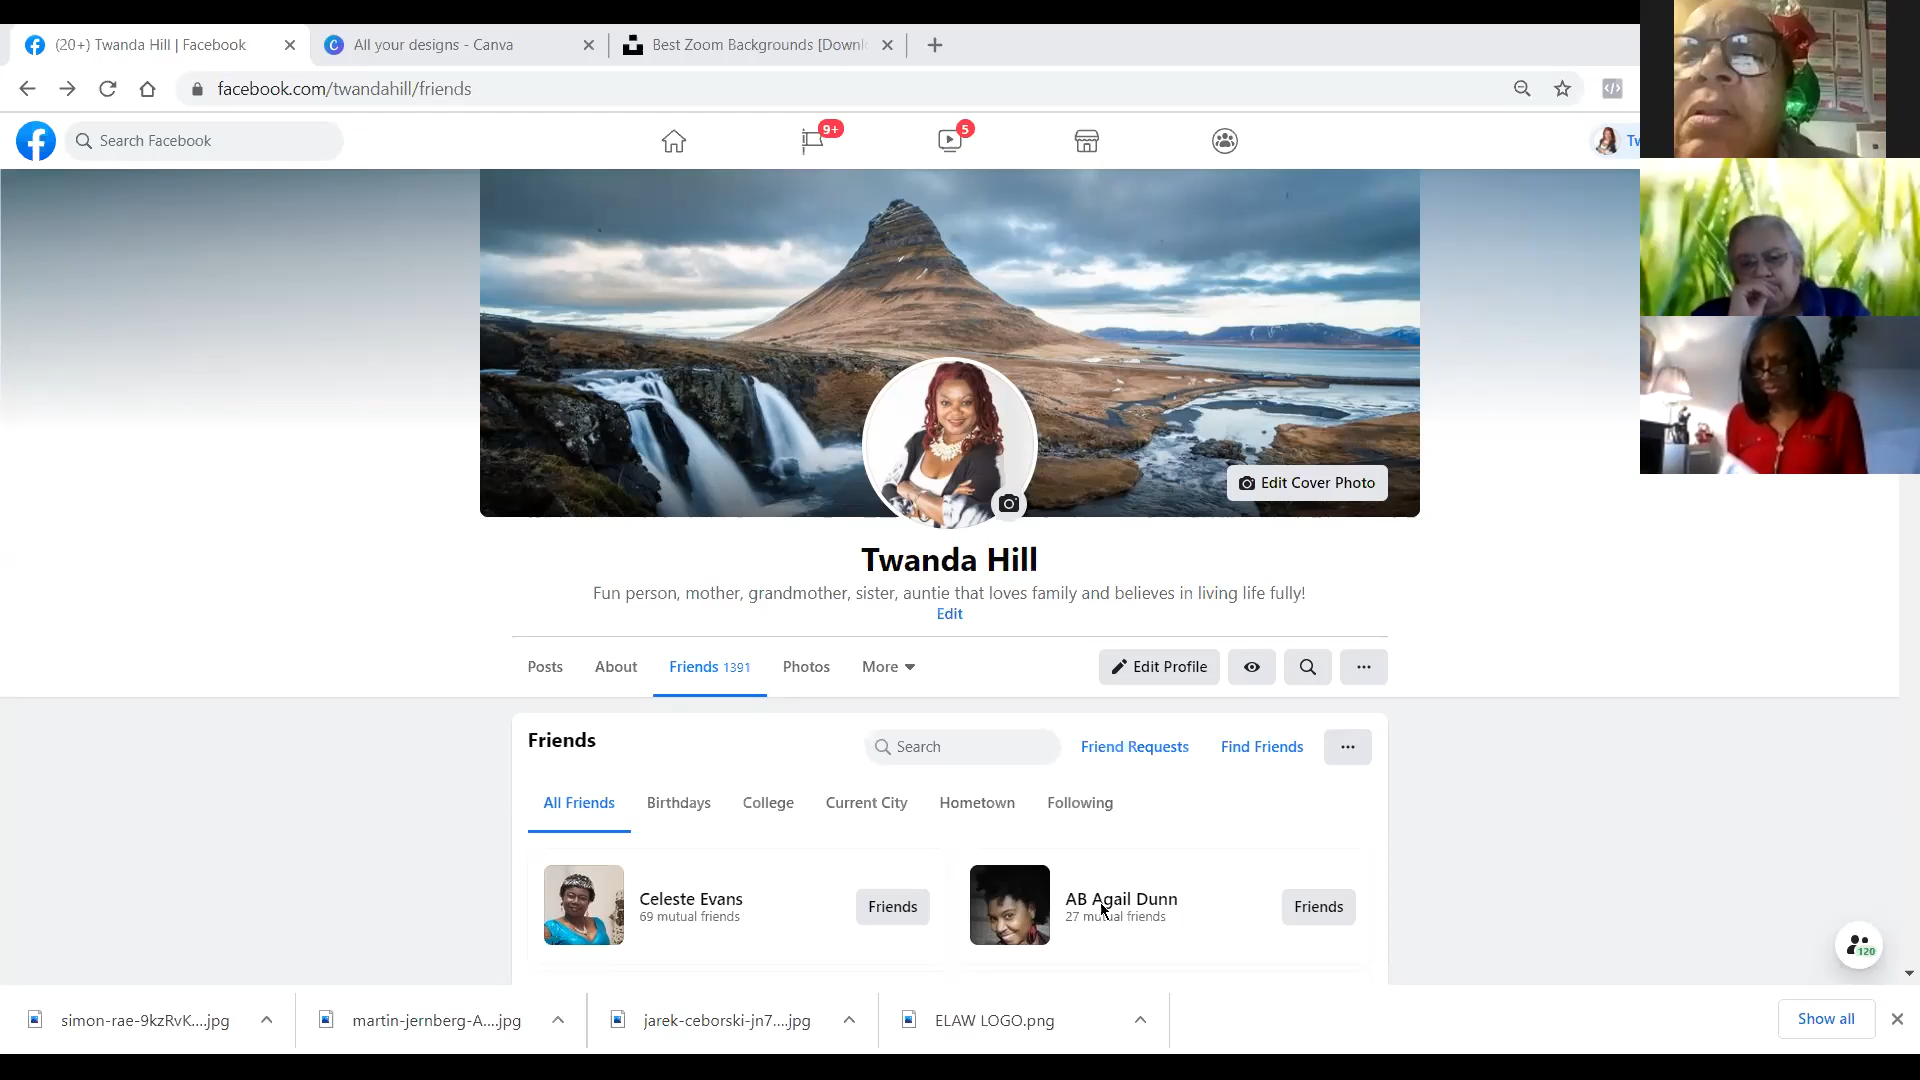 (20+) Twanda Hill | Facebook
All your designs - Canva
Best Zoom Backgrounds [Downl
facebook.com/twandahill/friends
Search Facebook
9+
5
Tw
Edit Cover Photo
Twanda Hill
Fun person, mother, grandmother, sister, auntie that loves family and believes in living life fully!
Edit
Posts
About
Friends 1391
Photos
More
Edit Profile
Friends
Search
Friend Requests
Find Friends
All Friends
Birthdays
College
Current City
Hometown
Following
Celeste Evans
69 mutual friends
Friends
AB Agail Dunn
27 mutual friends
Friends
120
simon-rae-9kzRvK....jpg
martin-jernberg-A....jpg
jarek-ceborski-jn7....jpg
ELAW LOGO.png
Show all